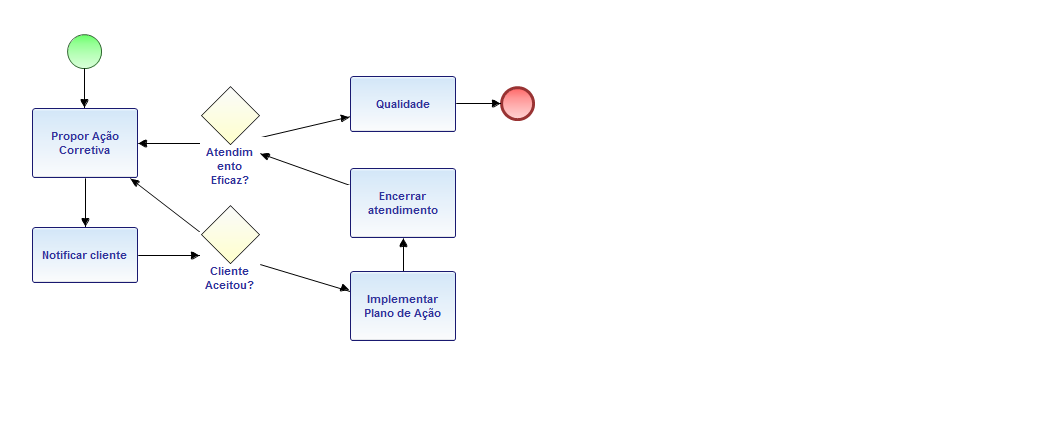 Propor Ação
Corretiva
Atendim
ento
Eficaz?
Qualidade
Encerrar
atendimento
Notificar cliente
Cliente
Aceitou?
Implementar
Plano de Ação